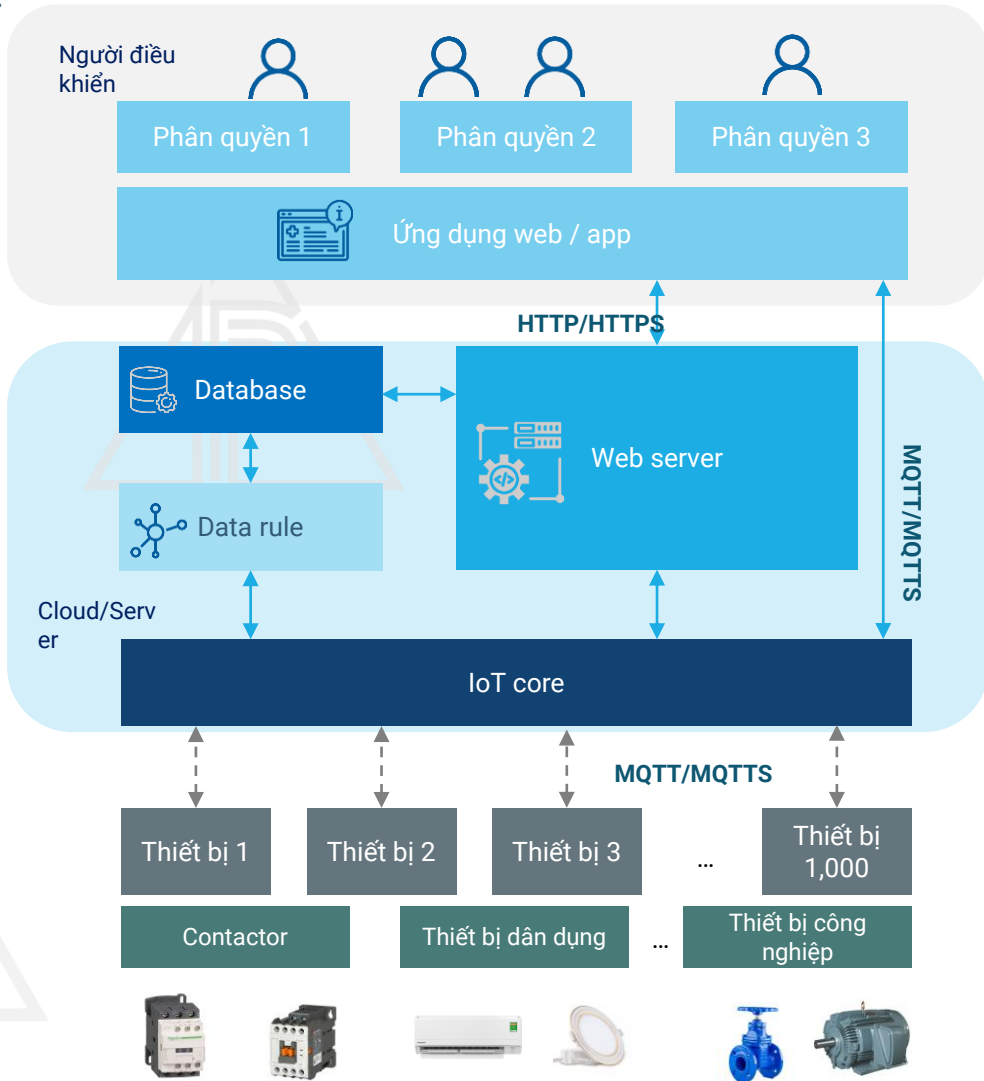 Người điều
khiển
Phân quyền 1
Phân quyền 2
Phân quyền 3
Ứng dụng web / app
HTTP/HTTPS
Database
Web server
Data rule
MQTT/MQTTS
Cloud/Serv
er
IoT core
MQTT/MQTTS
Thiết bị 1
Thiết bị 2
Thiết bị 3
...
Thiết bị
1,000
Contactor
Thiết bị dân dụng
...
Thiết bị công
nghiệp